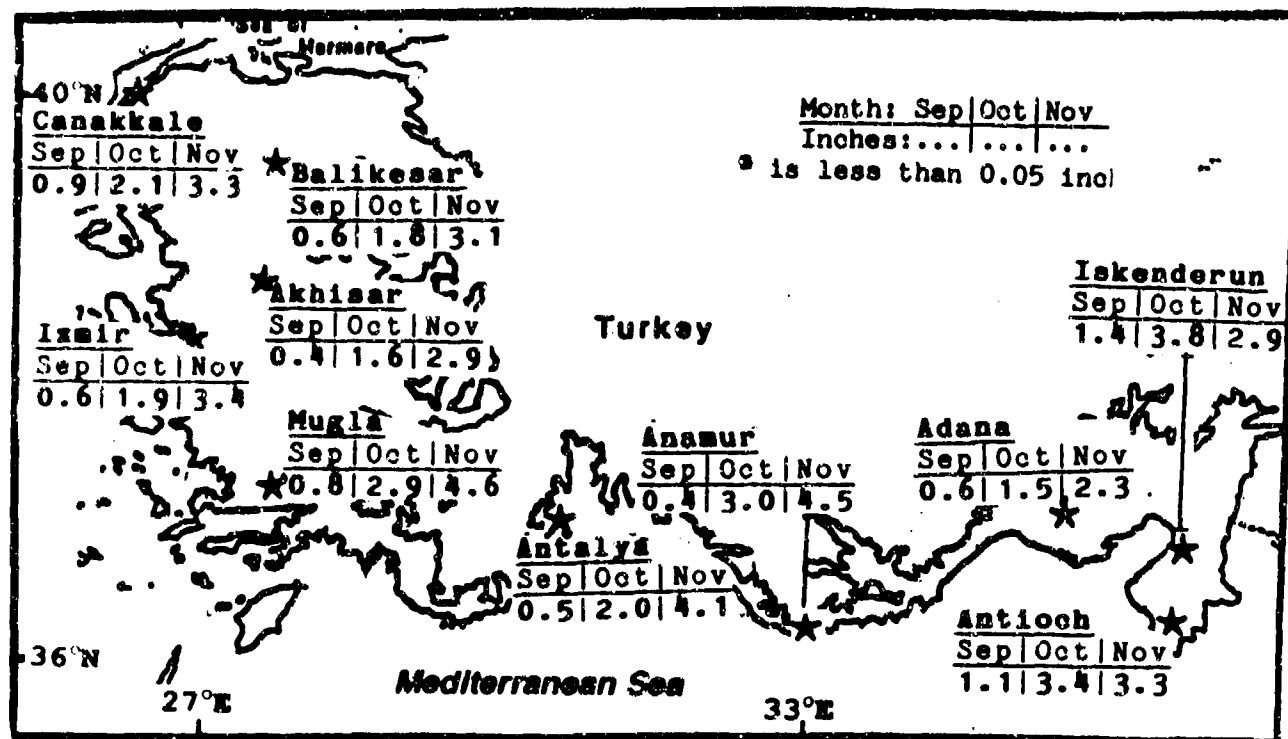 Sea of
Marmara
40°N
Canakkale
Sep|Oct|Nov
0.9|2.1|3.3
Month: Sep|Oct|Nov
Inches:...|...|...
is less than 0.05 incl
Balikesar
Sep|Oct|Nov
0.6|1.8|3.1
Akhisar
Sep|Oct|Nov
0.4|1.6|2.9
Izmir
Sep|Oct|Nov
0.6|1.9|3.4
Turkey
Iskenderun
Sep|Oct|Nov
1.4|3.8|2.9
Mugla
Sep|Oct|Nov
0.8|2.9|4.6
Anamur
Sep|Oct|Nov
0.4|3.0|4.5
Adana
Sep|Oct|Nov
0.6|1.5|2.3
Antalya
Sep|Oct|Nov
0.5|2.0|4.1
Antioch
Sep|Oct|Nov
1.1|3.4|3.3
36°N
Mediterranean Sea
27°E
33°E